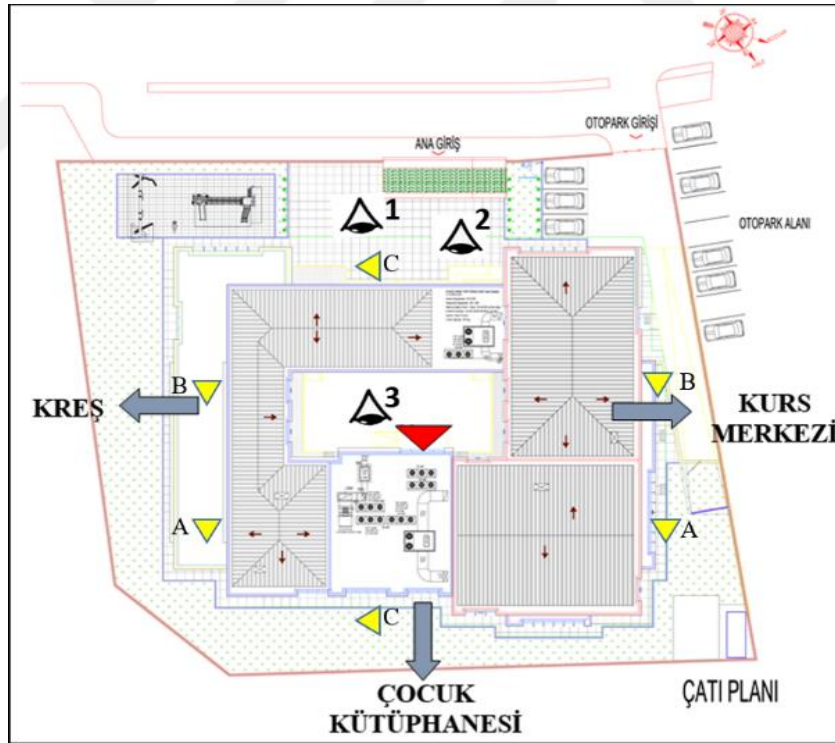 OTOPARK GİRİŞİ
ANA GİRİŞ
OTOPARK ALANI
1
2
C
B
B
KREŞ
3
KURS
MERKEZİ
A
A
C
ÇOCUK
KÜTÜPHANESİ
ÇATI PLANI